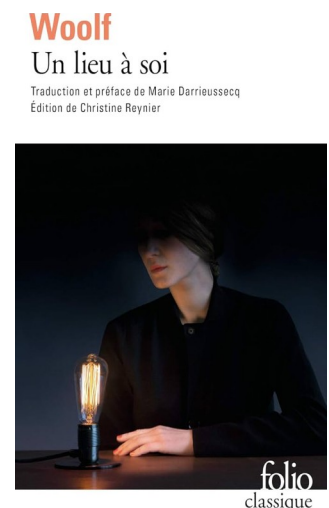 Woolf
Un lieu à soi
Traduction et préface de Marie Darrieussecq
Édition de Christine Reynier
folio
classique